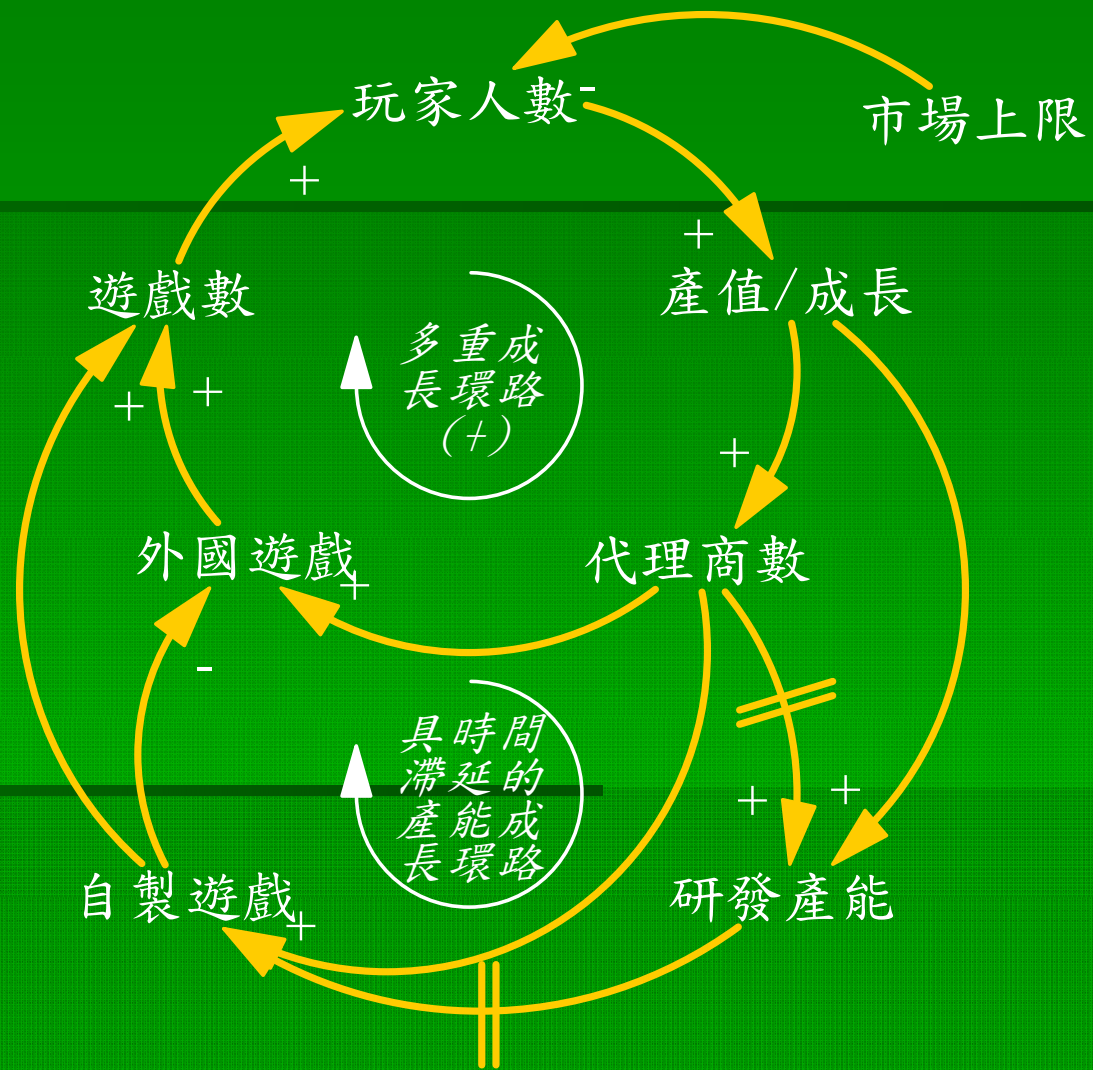 玩家人數
-
市場上限
+
+
遊戲數
產值/成長
多重成
長環路
(+)
+
+
+
外國遊戲
+
代理商數
-
具時間
滯延的
產能成
長環路
+
+
自製遊戲
+
研發產能